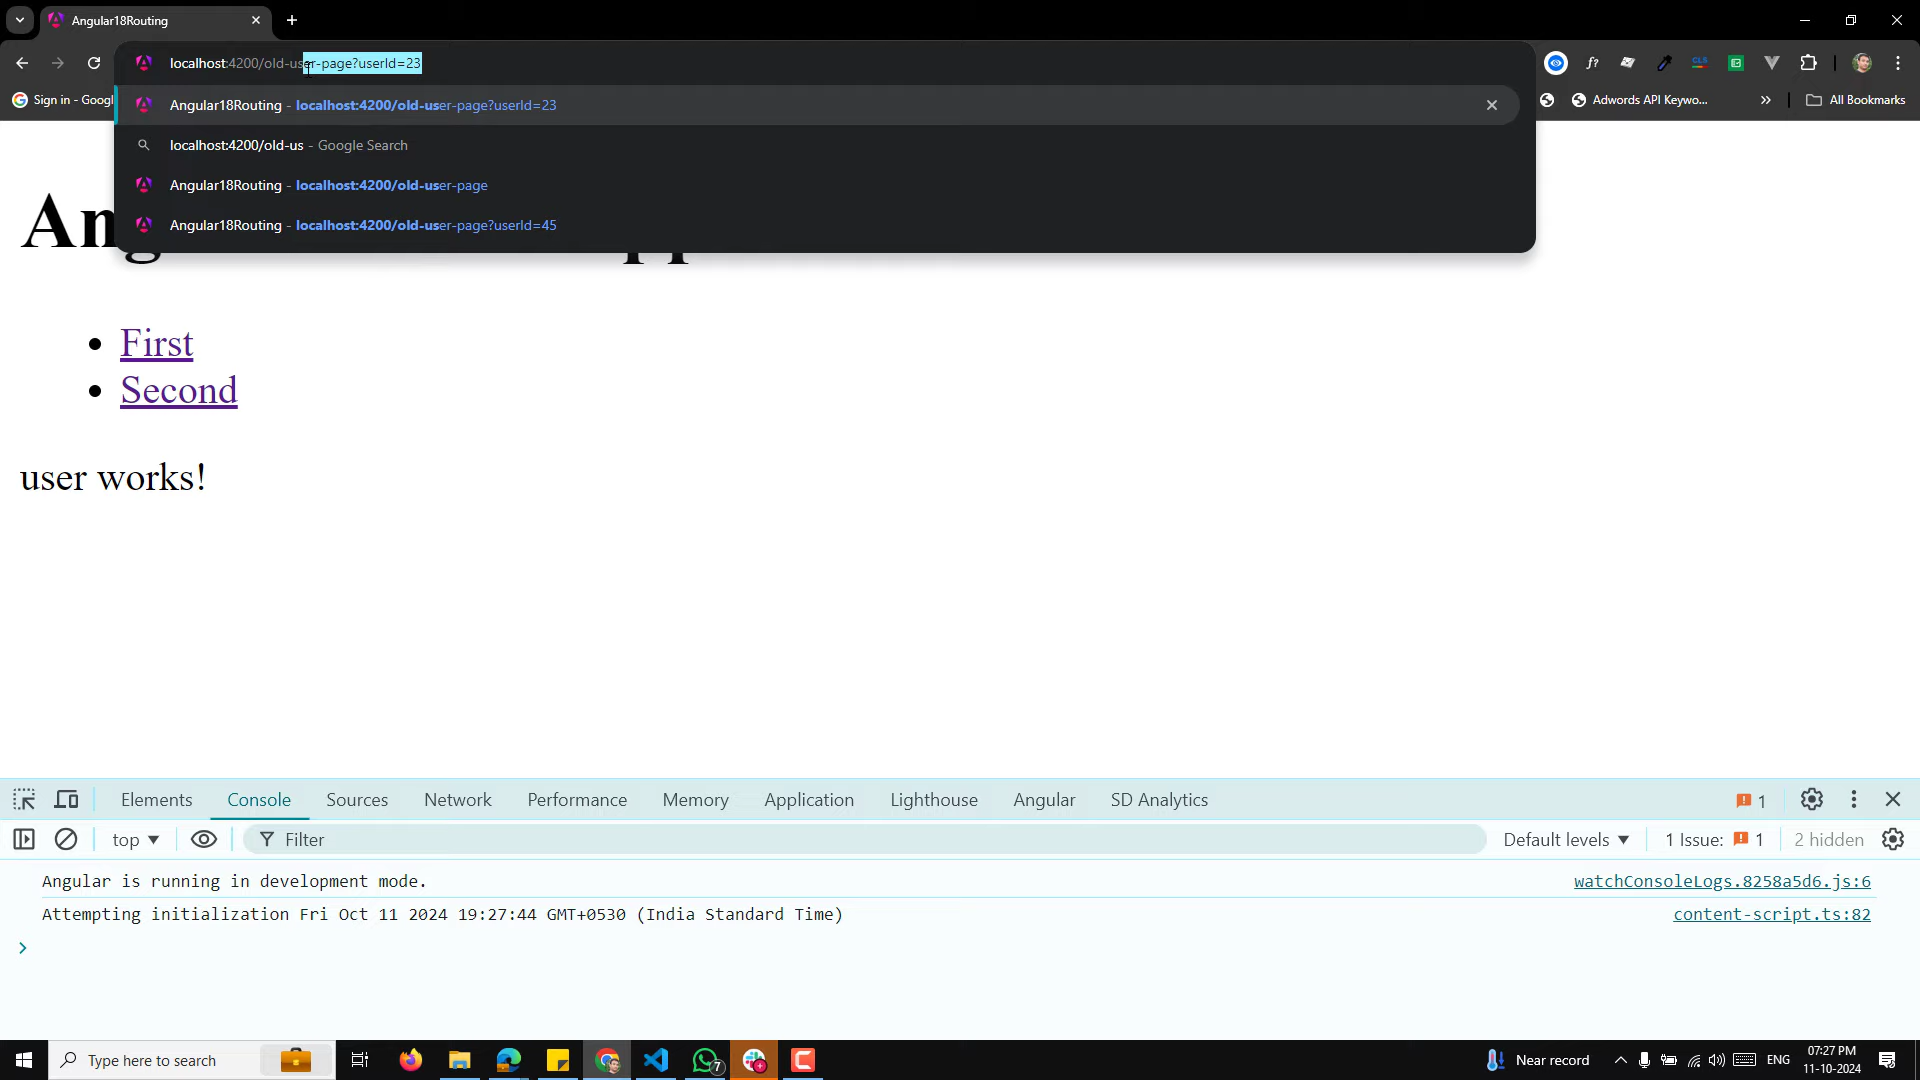 Angular18Routing
localhost:4200/old-user-page?userId=23
Sign in - Googl
Adwords API Keywo...
All Bookmarks
Angular18Routing - localhost:4200/old-user-page?userId=23
localhost:4200/old-us - Google Search
Angular18Routing - localhost:4200/old-user-page
Angular18Routing - localhost:4200/old-user-page?userId=45
First
Second
user works!
Elements Console Sources Network Performance Memory Application Lighthouse Angular SD Analytics 1
top Filter Default levels 1 Issue: 1 2 hidden
Angular is running in development mode. watchConsoleLogs.8258a5d6.js:6
Attempting initialization Fri Oct 11 2024 19:27:44 GMT+0530 (India Standard Time) content-script.ts:82
Type here to search
7
Near record
ENG
07:27 PM
11-10-2024